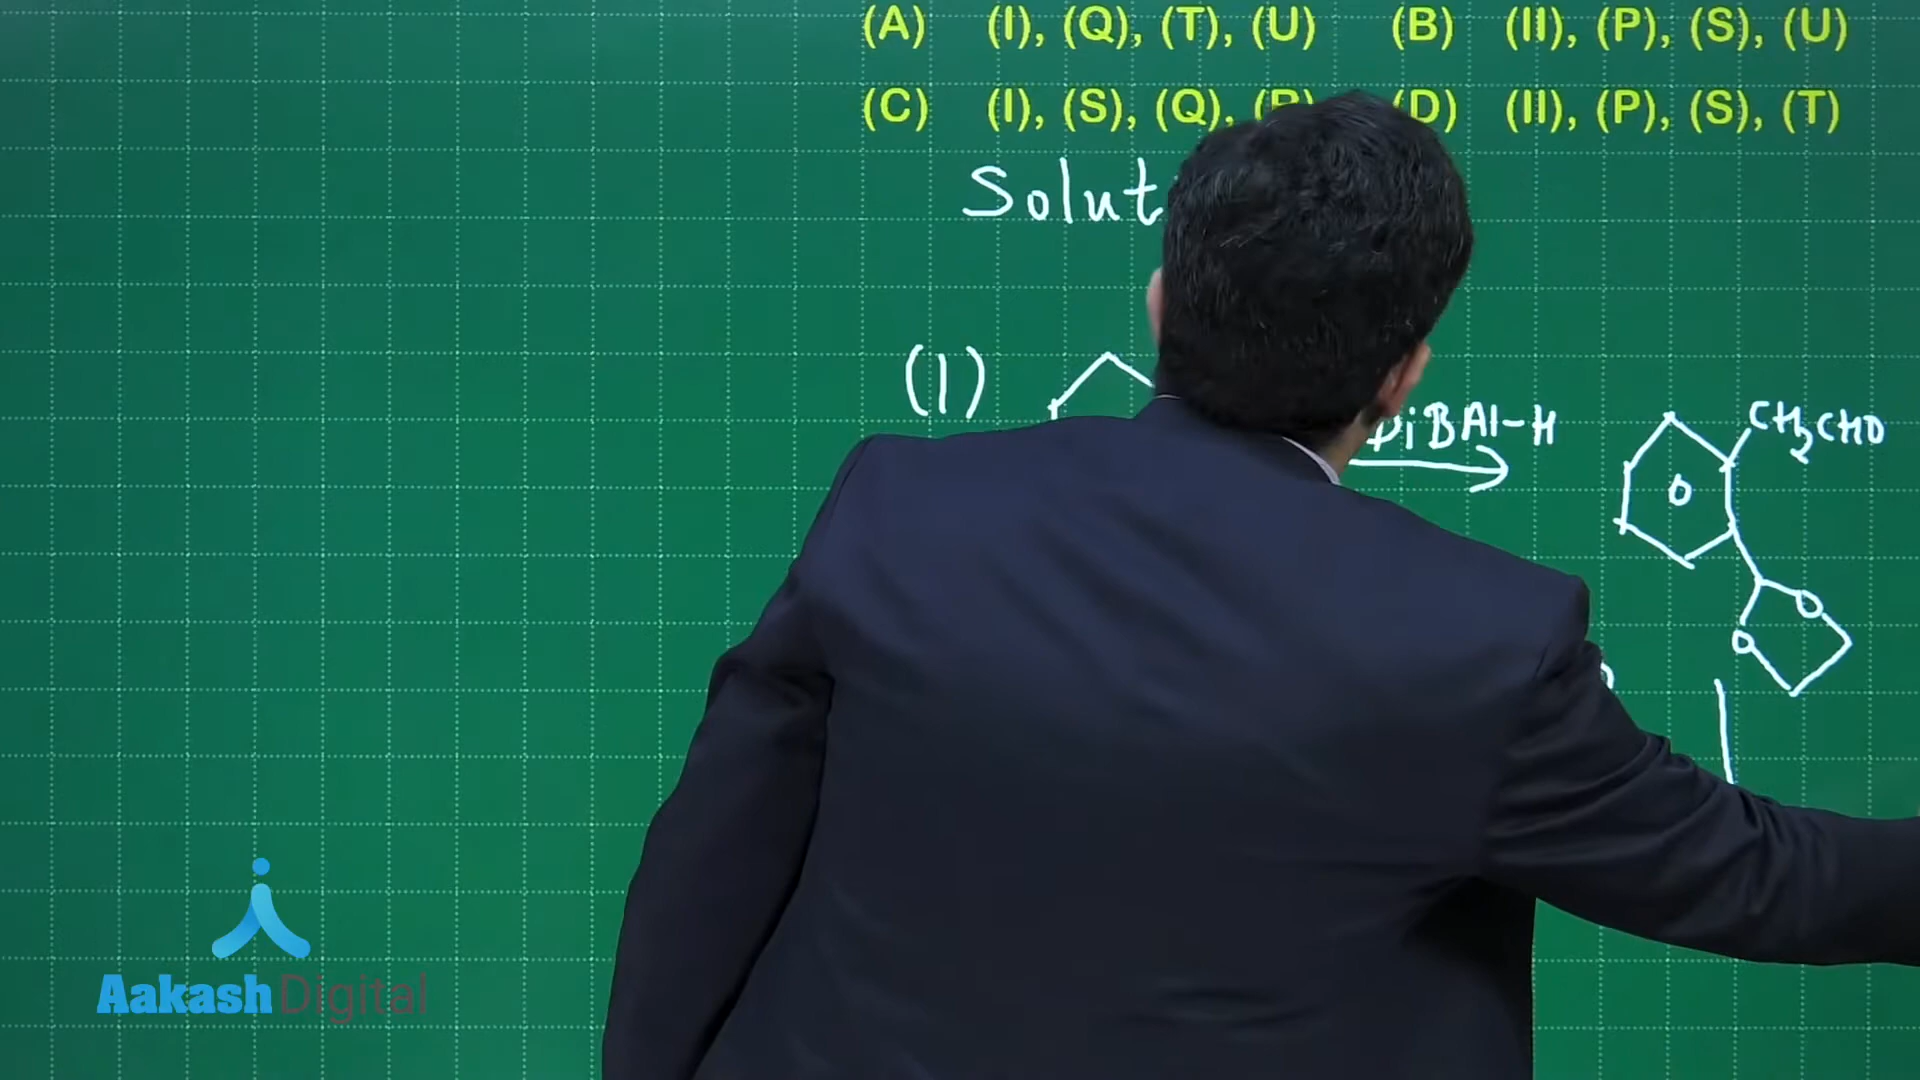 (A) (I), (Q), (T), (U) (B) (II), (P), (S), (U)
(C) (I), (S), (Q), (R) (D) (II), (P), (S), (T)
Solut
(I) DiBAl-H CH2CHO
O
O
Aakash Digital